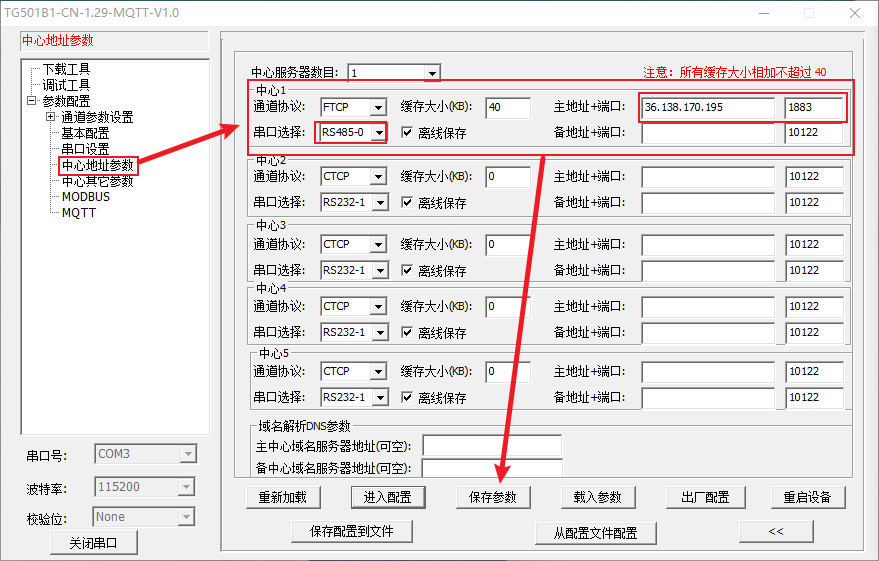 TG501B1-CN-1.29-MQTT-V1.0
中心地址参数
下载工具
调试工具
参数配置
通道参数设置
基本配置
串口设置
中心地址参数
中心其它参数
MODBUS
MQTT
串口号: COM3
波特率: 115200
校验位: None
关闭串口
中心服务器数目: 1 注意: 所有缓存大小相加不超过 40
中心1
通道协议: FTCP 缓存大小(KB): 40 主地址+端口: 36.138.170.195 1883
串口选择: RS485-0 离线保存 备地址+端口: 10122
中心2
通道协议: CTCP 缓存大小(KB): 0 主地址+端口: 10122
串口选择: RS232-1 离线保存 备地址+端口: 10122
中心3
通道协议: CTCP 缓存大小(KB): 0 主地址+端口: 10122
串口选择: RS232-1 离线保存 备地址+端口: 10122
中心4
通道协议: CTCP 缓存大小(KB): 0 主地址+端口: 10122
串口选择: RS232-1 离线保存 备地址+端口: 10122
中心5
通道协议: CTCP 缓存大小(KB): 0 主地址+端口: 10122
串口选择: RS232-1 离线保存 备地址+端口: 10122
域名解析DNS参数
主中心域名服务器地址(可空):
备中心域名服务器地址(可空):
重新加载 进入配置 保存参数 载入参数 出厂配置 重启设备
保存配置到文件 从配置文件配置 <<